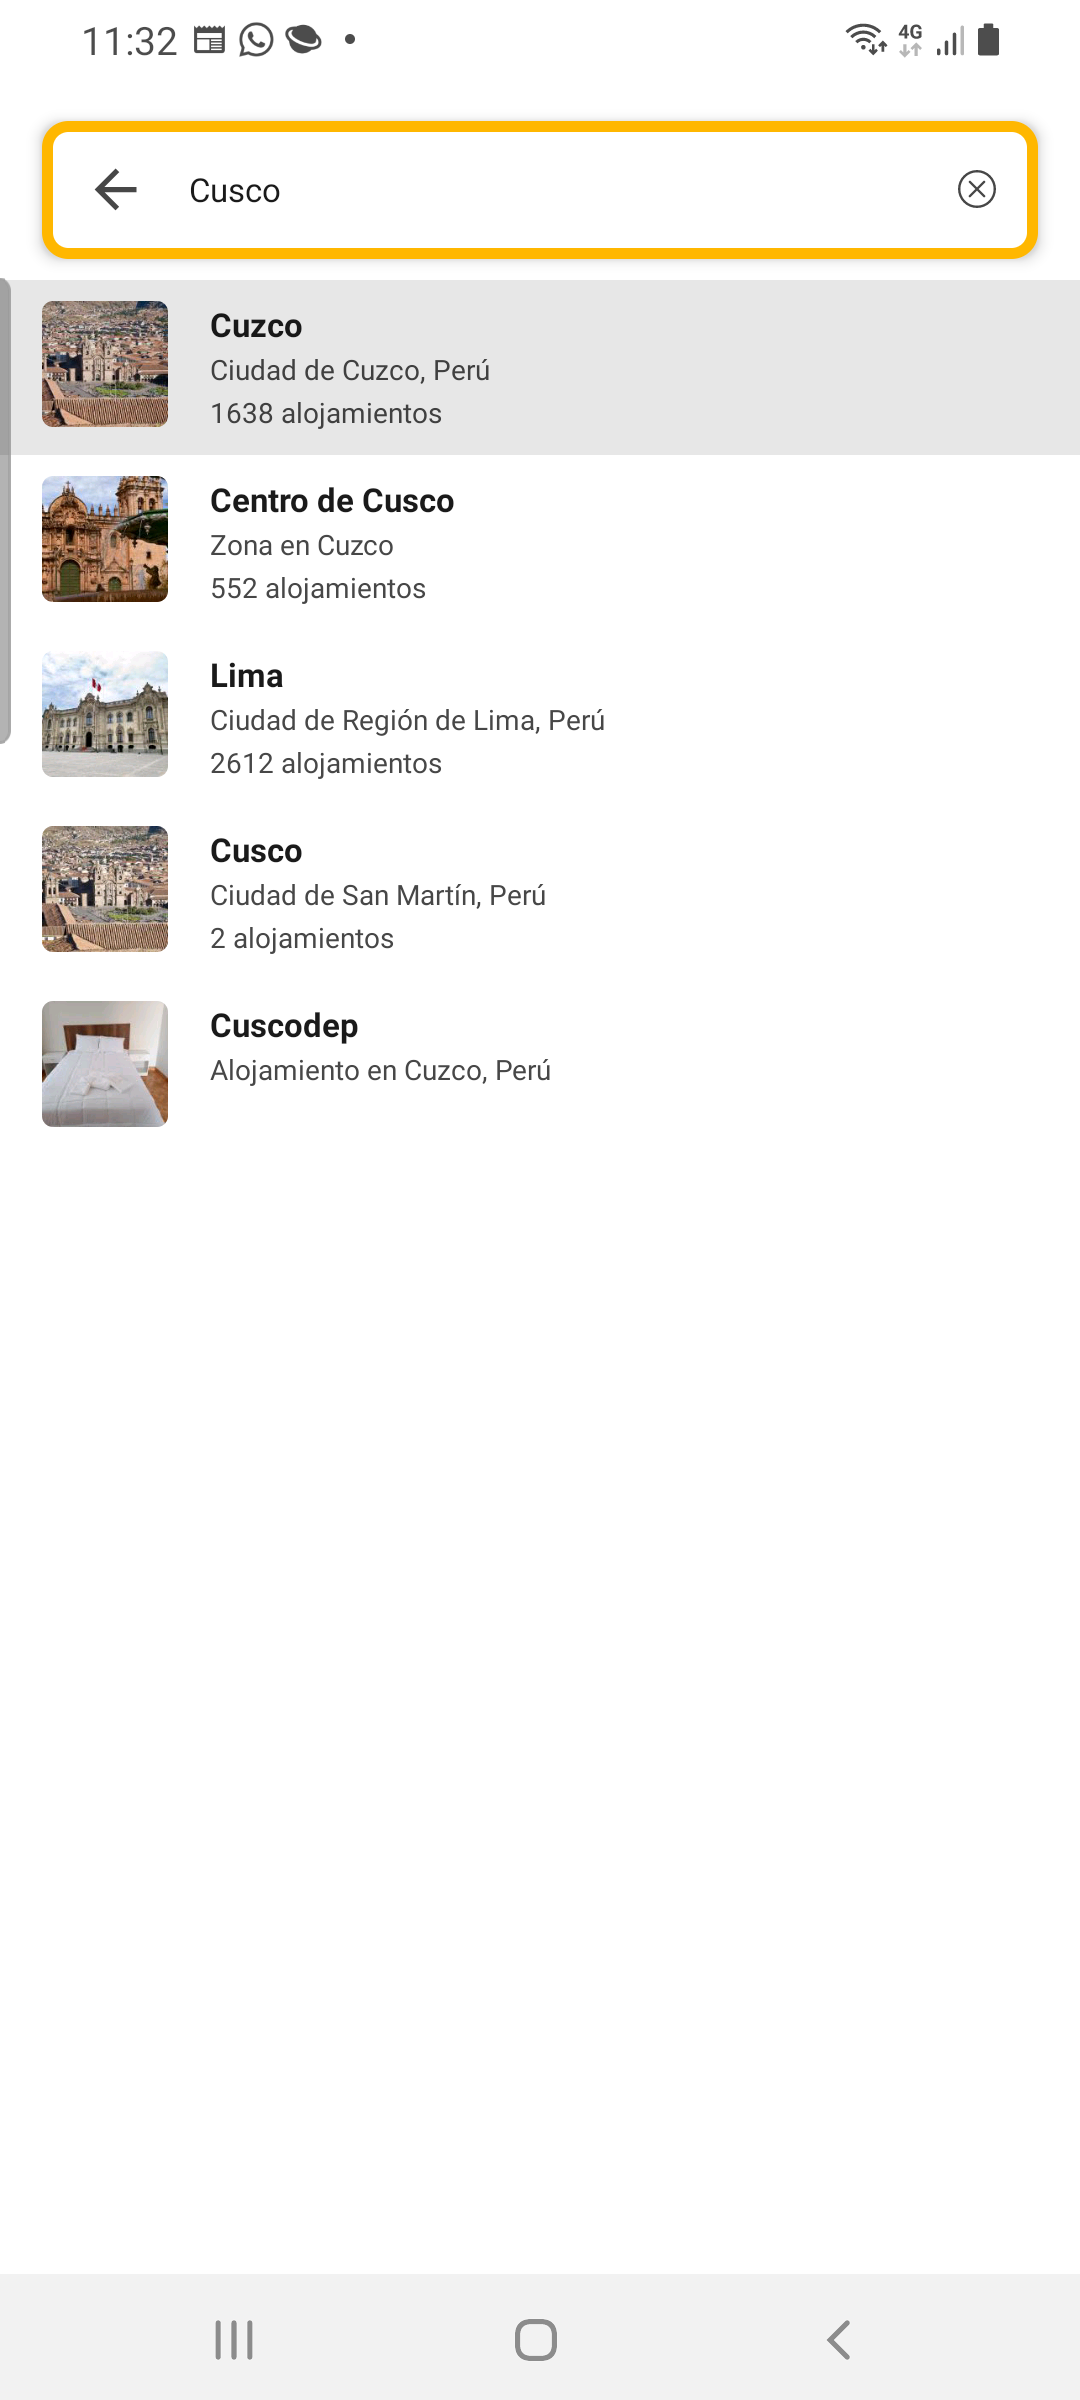 11:32
4G
Cusco
Cuzco
Ciudad de Cuzco, Perú
1638 alojamientos
Centro de Cusco
Zona en Cuzco
552 alojamientos
Lima
Ciudad de Región de Lima, Perú
2612 alojamientos
Cusco
Ciudad de San Martín, Perú
2 alojamientos
Cuscodep
Alojamiento en Cuzco, Perú